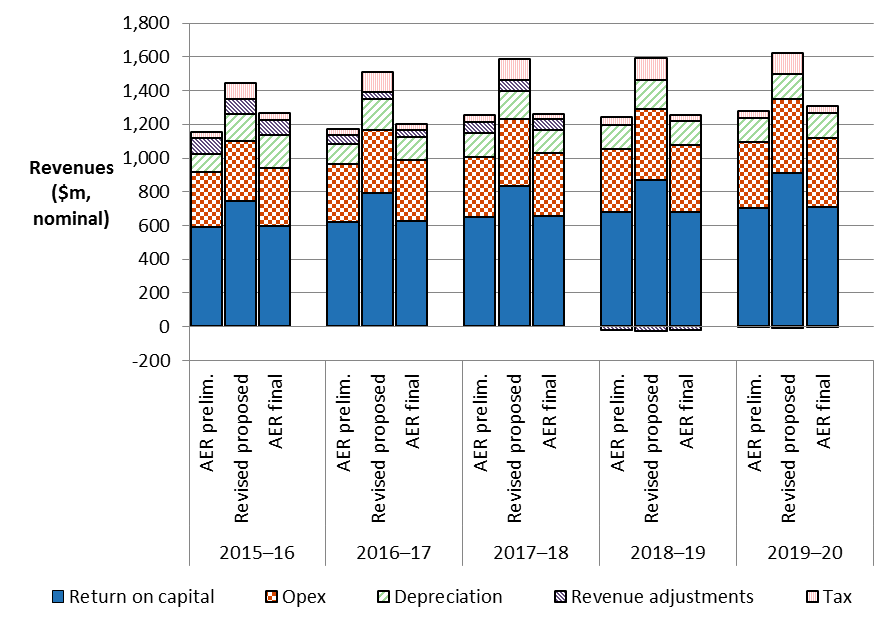 1,800
1,600
1,400
1,200
1,000
800
600
400
200
0
-200
Revenues
($m,
nominal)
AER prelim.
Revised proposed
AER final
AER prelim.
Revised proposed
AER final
AER prelim.
Revised proposed
AER final
AER prelim.
Revised proposed
AER final
AER prelim.
Revised proposed
AER final
2015–16
2016–17
2017–18
2018–19
2019–20
Return on capital
Opex
Depreciation
Revenue adjustments
Tax